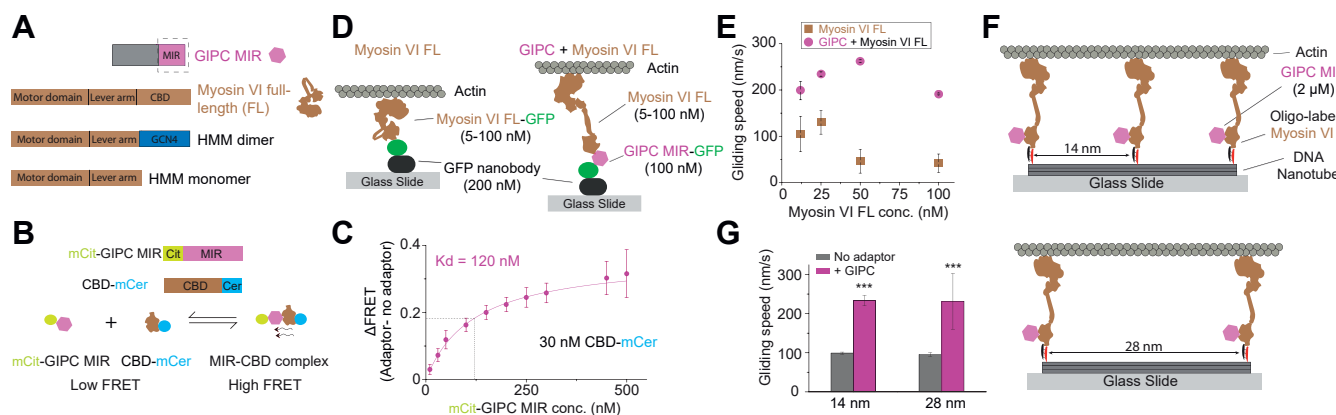 A
MIR
GIPC MIR
Motor domain
Lever arm
CBD
Myosin VI full-
length (FL)
Motor domain
Lever arm
GCN4
HMM dimer
Motor domain
Lever arm
HMM monomer
B
mCit-GIPC MIR
Cit
MIR
CBD-mCer
CBD
Cer
+
mCit-GIPC MIR
CBD-mCer
MIR-CBD complex
Low FRET
High FRET
D
Myosin VI FL
Actin
Myosin VI FL-GFP
(5-100 nM)
GFP nanobody
(200 nM)
Glass Slide
GIPC + Myosin VI FL
Actin
Myosin VI FL
(5-100 nM)
GIPC MIR-GFP
(100 nM)
Glass Slide
C
ΔFRET
(Adaptor- no adaptor)
0.4
0.2
0
Kd = 120 nM
30 nM CBD-mCer
0
125
250
375
500
mCit-GIPC MIR conc. (nM)
E
Myosin VI FL
GIPC + Myosin VI FL
Gliding speed (nm/s)
300
200
100
0
0
25
50
75
100
Myosin VI FL conc. (nM)
G
No adaptor
+ GIPC
Gliding speed (nm/s)
300
200
100
0
***
***
14 nm
28 nm
F
Actin
GIPC MI
(2 µM)
Oligo-labe
Myosin VI
14 nm
DNA
Nanotube
Glass Slide
28 nm
Glass Slide